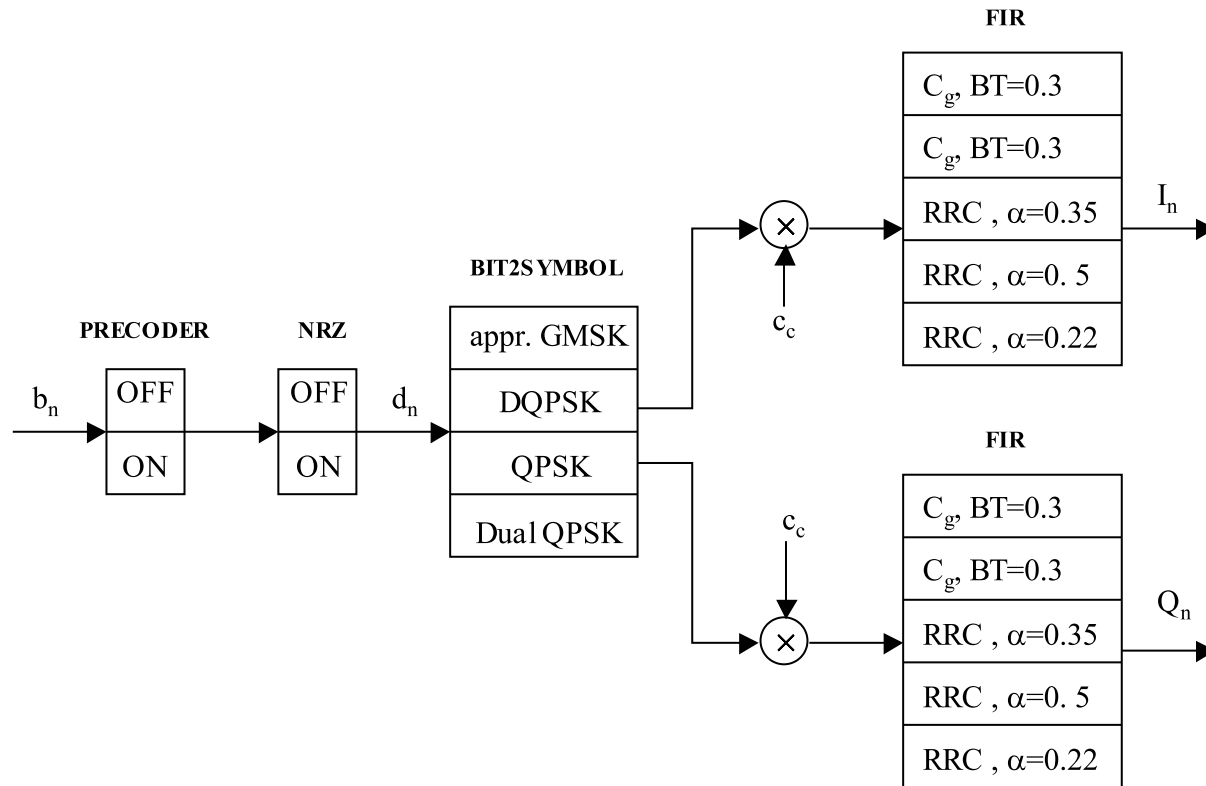 FIR
C_g, BT=0.3
C_g, BT=0.3
RRC , α=0.35
RRC , α=0. 5
RRC , α=0.22
I_n
×
c_c
BIT2SYMBOL
appr. GMSK
DQPSK
QPSK
Dual QPSK
PRECODER
OFF
ON
NRZ
OFF
ON
b_n
d_n
c_c
×
FIR
C_g, BT=0.3
C_g, BT=0.3
RRC , α=0.35
RRC , α=0. 5
RRC , α=0.22
Q_n